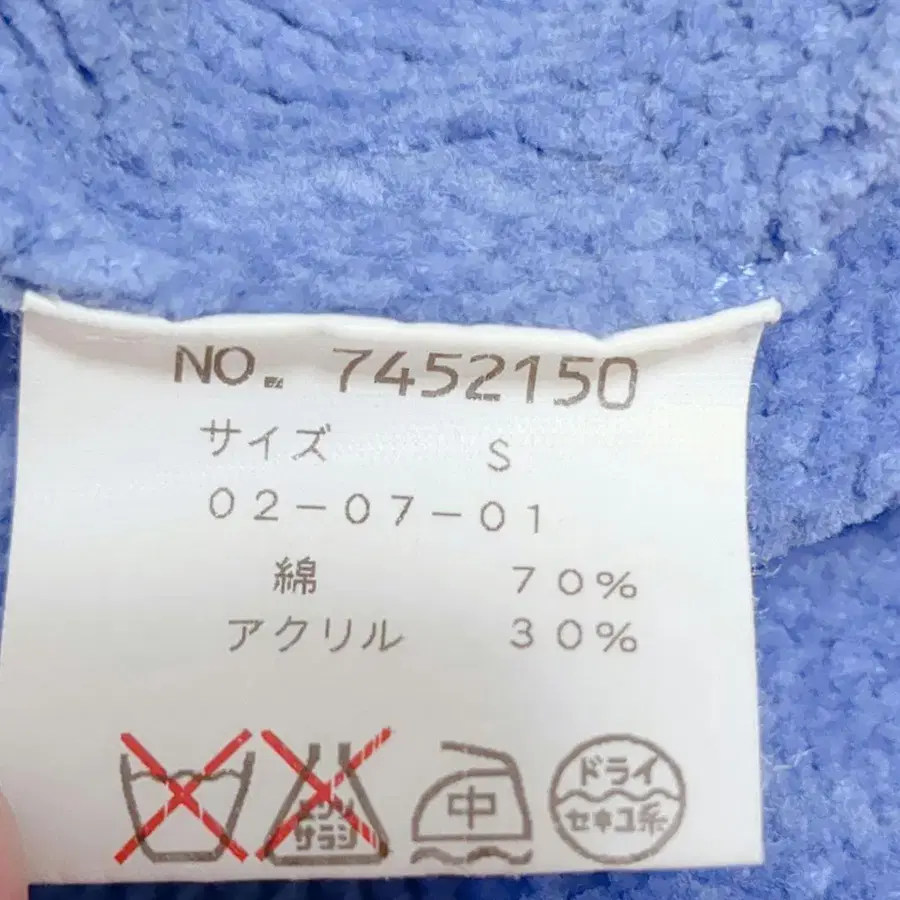 NO. 7452150
サイズ S
02-07-01
綿 70%
アクリル 30%
エンソ
サラシ
中
ドライ
セキユ系